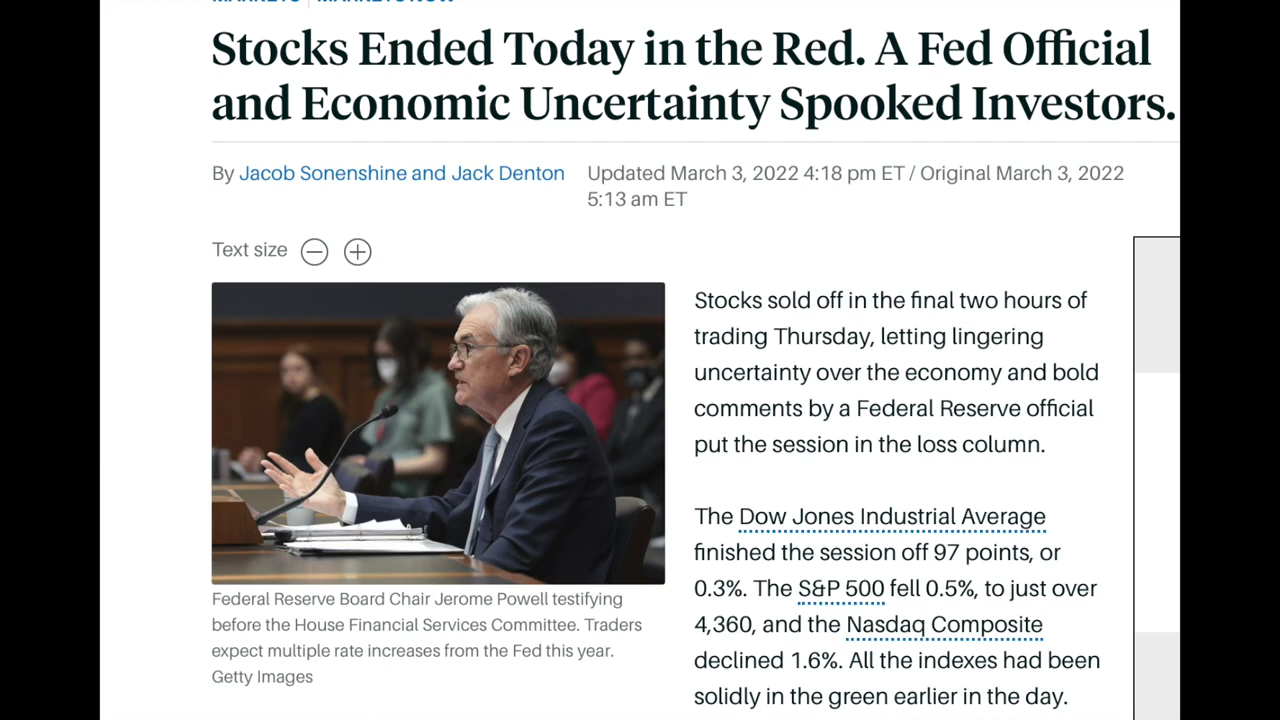 Stocks Ended Today in the Red. A Fed Official
and Economic Uncertainty Spooked Investors.
By Jacob Sonenshine and Jack Denton
Updated March 3, 2022 4:18 pm ET / Original March 3, 2022
5:13 am ET
Text size
Stocks sold off in the final two hours of
trading Thursday, letting lingering
uncertainty over the economy and bold
comments by a Federal Reserve official
put the session in the loss column.
The Dow Jones Industrial Average
finished the session off 97 points, or
0.3%. The S&P 500 fell 0.5%, to just over
4,360, and the Nasdaq Composite
declined 1.6%. All the indexes had been
solidly in the green earlier in the day.
Federal Reserve Board Chair Jerome Powell testifying
before the House Financial Services Committee. Traders
expect multiple rate increases from the Fed this year.
Getty Images